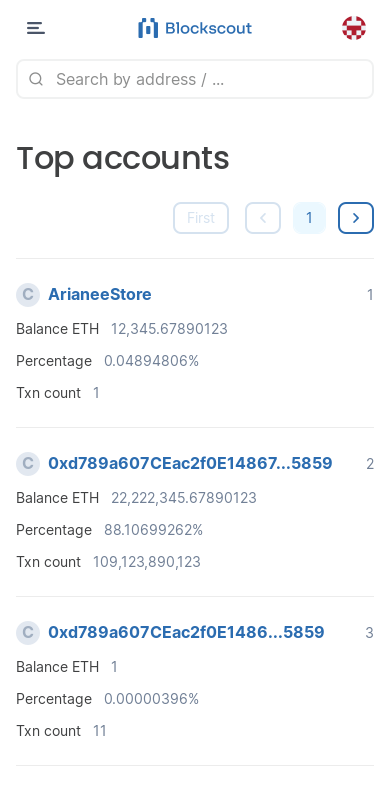 Blockscout
Search by address / ...
Top accounts
First 1
C ArianeeStore 1
Balance ETH 12,345.67890123
Percentage 0.04894806%
Txn count 1
C 0xd789a607CEac2f0E14867...5859 2
Balance ETH 22,222,345.67890123
Percentage 88.10699262%
Txn count 109,123,890,123
C 0xd789a607CEac2f0E1486...5859 3
Balance ETH 1
Percentage 0.00000396%
Txn count 11